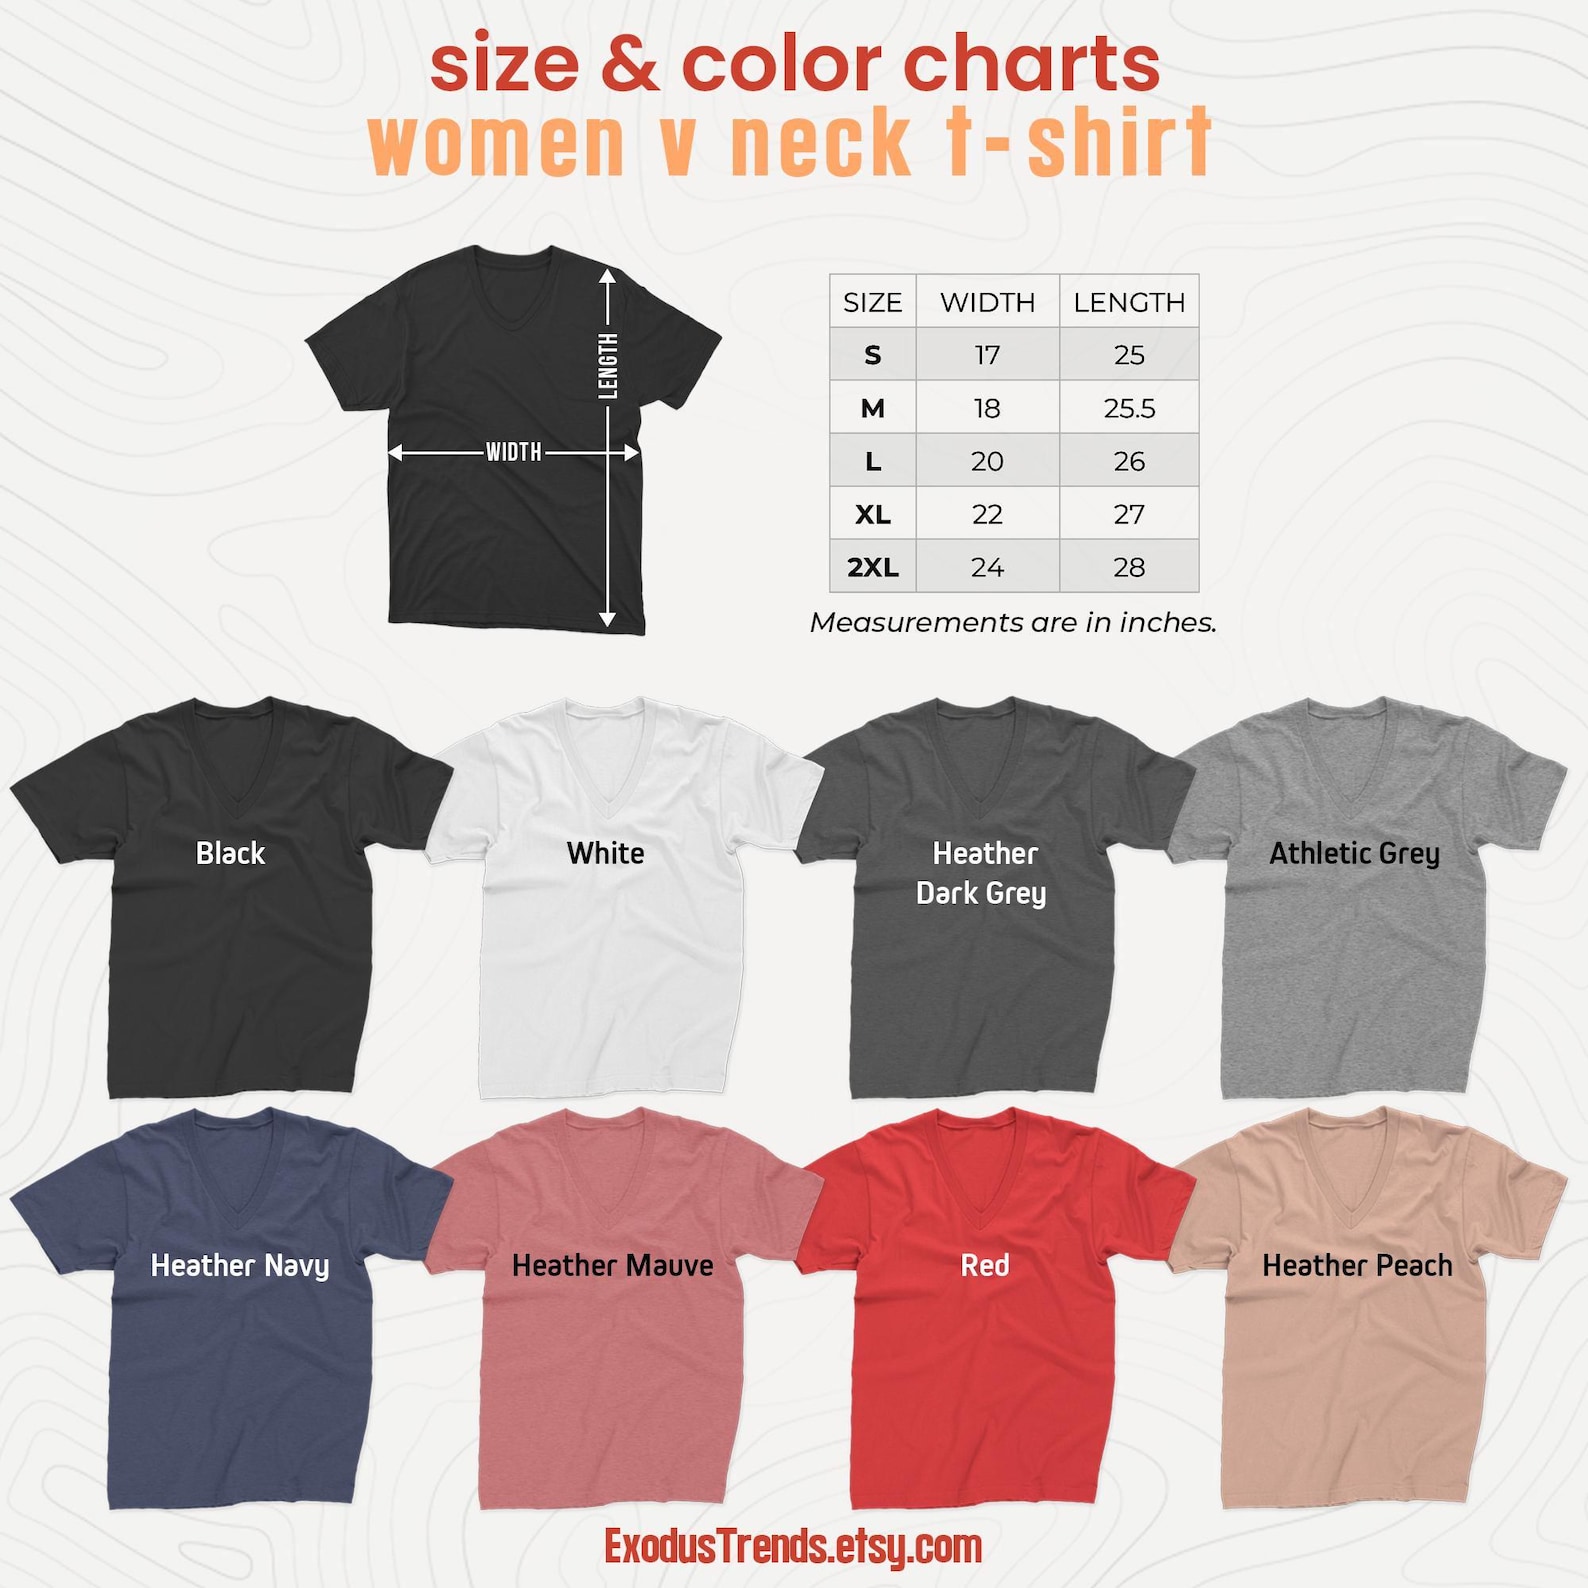 size & color charts
women v neck t-shirt
LENGTH
WIDTH
SIZE WIDTH LENGTH
S 17 25
M 18 25.5
L 20 26
XL 22 27
2XL 24 28
Measurements are in inches.
Black
White
Heather
Dark Grey
Athletic Grey
Heather Navy
Heather Mauve
Red
Heather Peach
ExodusTrends.etsy.com